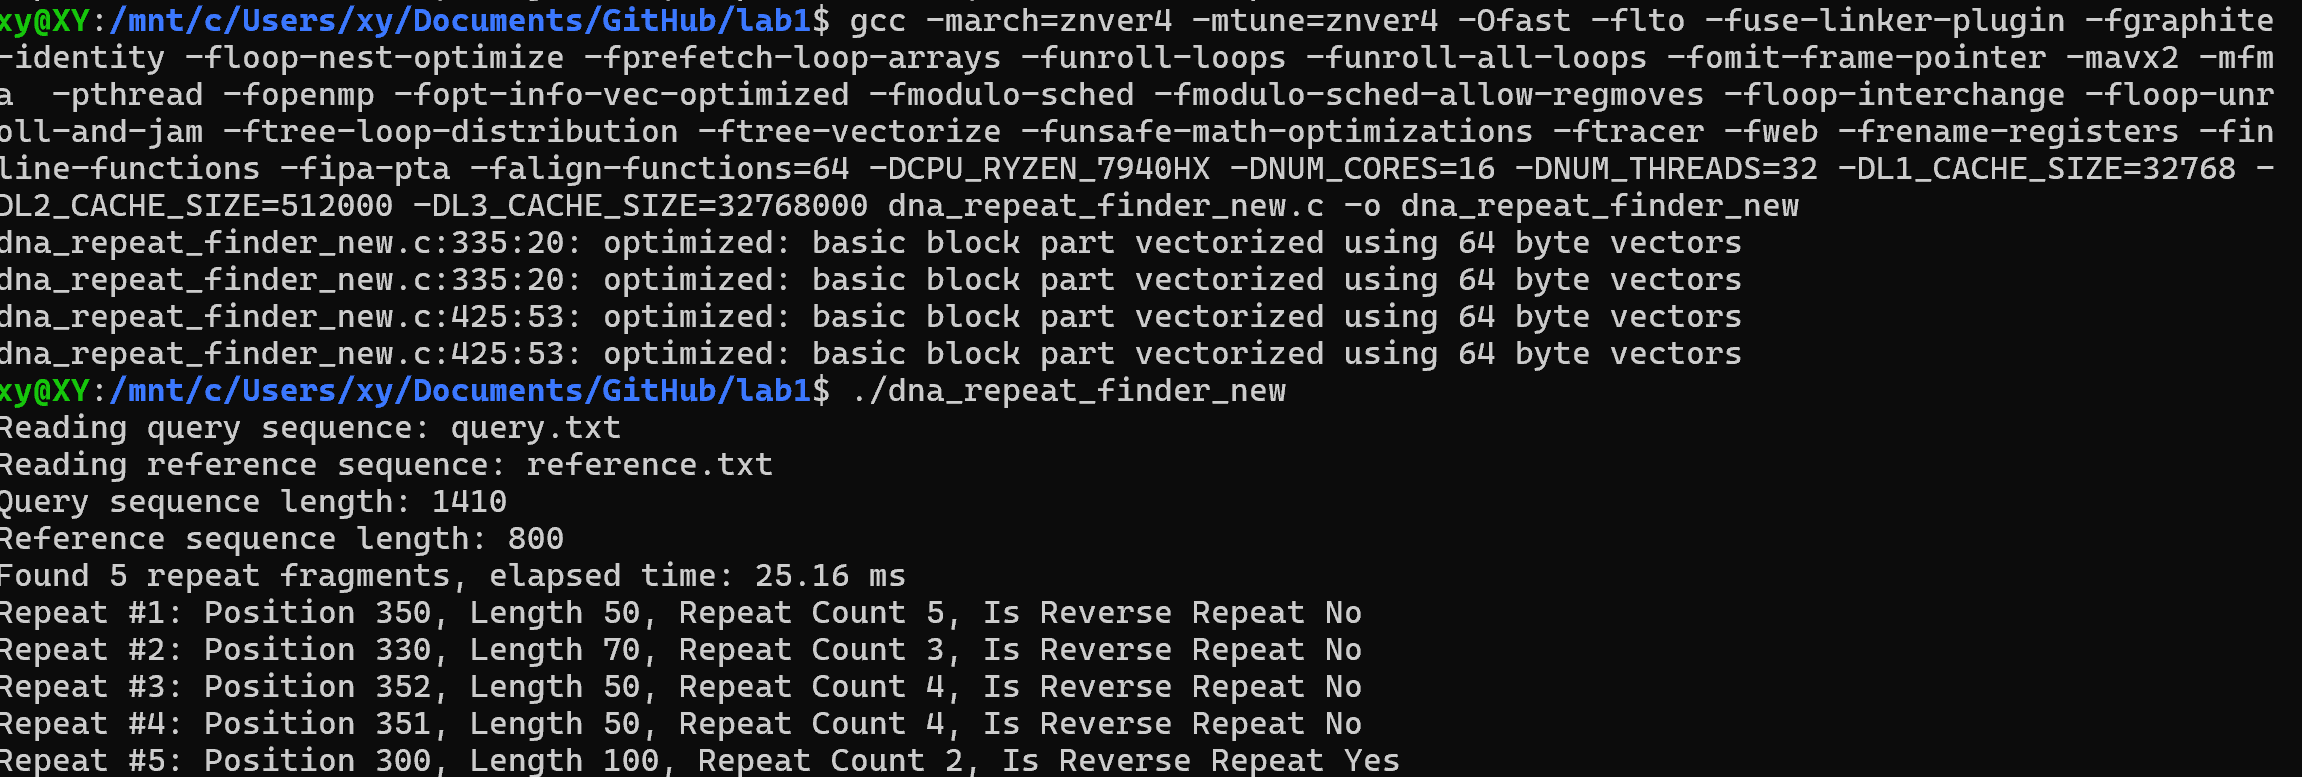 xy@XY:/mnt/c/Users/xy/Documents/GitHub/lab1$ gcc -march=znver4 -mtune=znver4 -Ofast -flto -fuse-linker-plugin -fgraphite
-identity -floop-nest-optimize -fprefetch-loop-arrays -funroll-loops -funroll-all-loops -fomit-frame-pointer -mavx2 -mfm
a  -pthread -fopenmp -fopt-info-vec-optimized -fmodulo-sched -fmodulo-sched-allow-regmoves -floop-interchange -floop-unr
oll-and-jam -ftree-loop-distribution -ftree-vectorize -funsafe-math-optimizations -ftracer -fweb -frename-registers -fin
line-functions -fipa-pta -falign-functions=64 -DCPU_RYZEN_7940HX -DNUM_CORES=16 -DNUM_THREADS=32 -DL1_CACHE_SIZE=32768 -
DL2_CACHE_SIZE=512000 -DL3_CACHE_SIZE=32768000 dna_repeat_finder_new.c -o dna_repeat_finder_new
dna_repeat_finder_new.c:335:20: optimized: basic block part vectorized using 64 byte vectors
dna_repeat_finder_new.c:335:20: optimized: basic block part vectorized using 64 byte vectors
dna_repeat_finder_new.c:425:53: optimized: basic block part vectorized using 64 byte vectors
dna_repeat_finder_new.c:425:53: optimized: basic block part vectorized using 64 byte vectors
xy@XY:/mnt/c/Users/xy/Documents/GitHub/lab1$ ./dna_repeat_finder_new
Reading query sequence: query.txt
Reading reference sequence: reference.txt
Query sequence length: 1410
Reference sequence length: 800
Found 5 repeat fragments, elapsed time: 25.16 ms
Repeat #1: Position 350, Length 50, Repeat Count 5, Is Reverse Repeat No
Repeat #2: Position 330, Length 70, Repeat Count 3, Is Reverse Repeat No
Repeat #3: Position 352, Length 50, Repeat Count 4, Is Reverse Repeat No
Repeat #4: Position 351, Length 50, Repeat Count 4, Is Reverse Repeat No
Repeat #5: Position 300, Length 100, Repeat Count 2, Is Reverse Repeat Yes